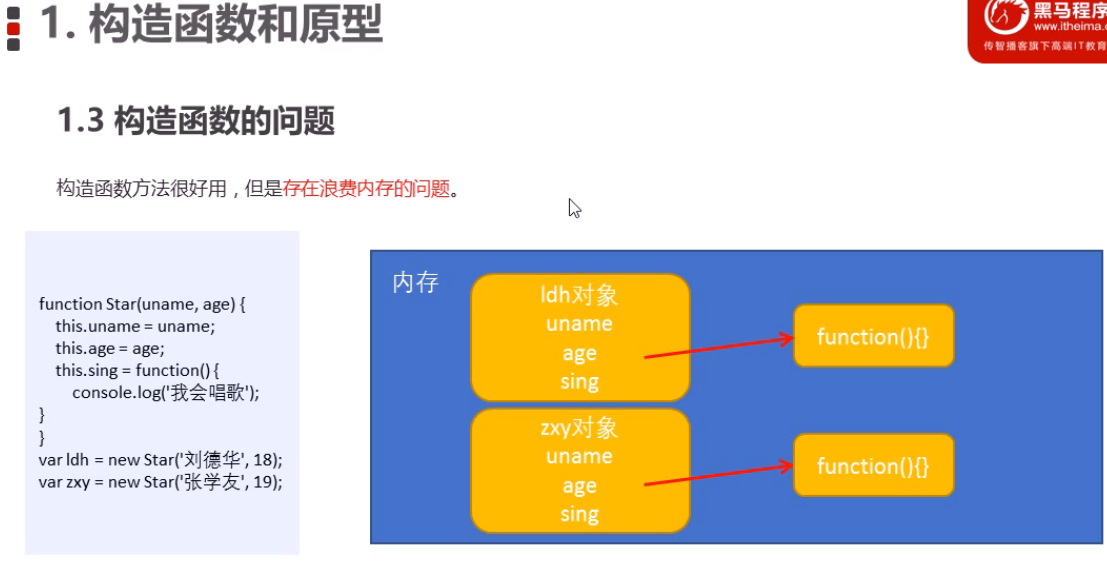 1. 构造函数和原型
黑马程序
www.itheima.
传智播客旗下高端IT教育
1.3 构造函数的问题
构造函数方法很好用，但是存在浪费内存的问题。
function Star(uname, age) {
this.uname = uname;
this.age = age;
this.sing = function() {
console.log('我会唱歌');
}
}
var ldh = new Star('刘德华', 18);
var zxy = new Star('张学友', 19);
内存
ldh对象
uname
age
sing
function(){}
zxy对象
uname
age
sing
function(){}